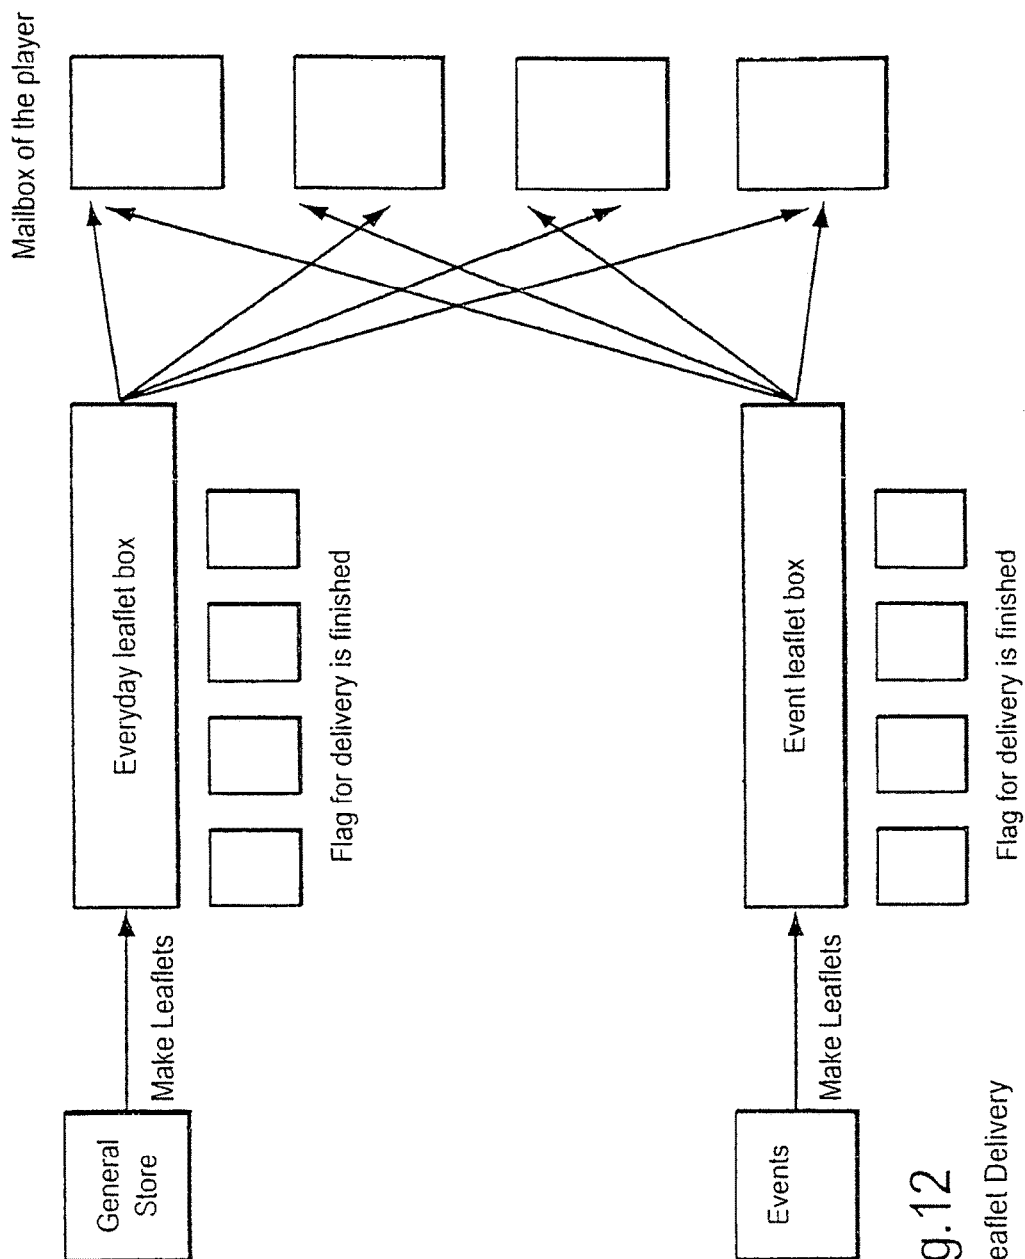 Mailbox of the player
General
Store
Everyday leaflet box
Make Leaflets
Flag for delivery is finished
Events
Event leaflet box
Make Leaflets
Flag for delivery is finished
g.12
eaflet Delivery